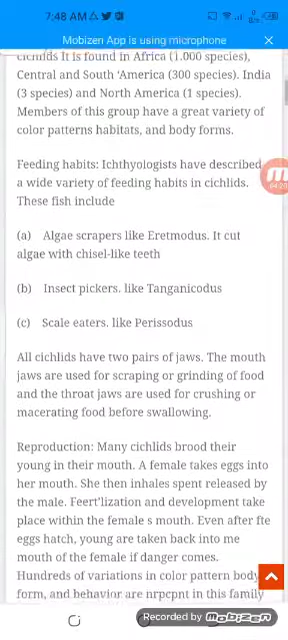 7:48 AM
Mobizen App is using microphone
cichlids It is found in Africa (1.000 species),
Central and South 'America (300 species). India
(3 species) and North America (1 species).
Members of this group have a great variety of
color patterns habitats, and body forms.
Feeding habits: Ichthyologists have described
a wide variety of feeding habits in cichlids.
These fish include
04:20
(a) Algae scrapers like Eretmodus. It cut
algae with chisel-like teeth
(b) Insect pickers. like Tanganicodus
(c) Scale eaters. like Perissodus
All cichlids have two pairs of jaws. The mouth
jaws are used for scraping or grinding of food
and the throat jaws are used for crushing or
macerating food before swallowing.
Reproduction: Many cichlids brood their
young in their mouth. A female takes eggs into
her mouth. She then inhales spent released by
the male. Feert'lization and development take
place within the female s mouth. Even after fte
eggs hatch, young are taken back into me
mouth of the female if danger comes.
Hundreds of variations in color pattern body
form, and behavior are in this family
Recorded by Mobizen